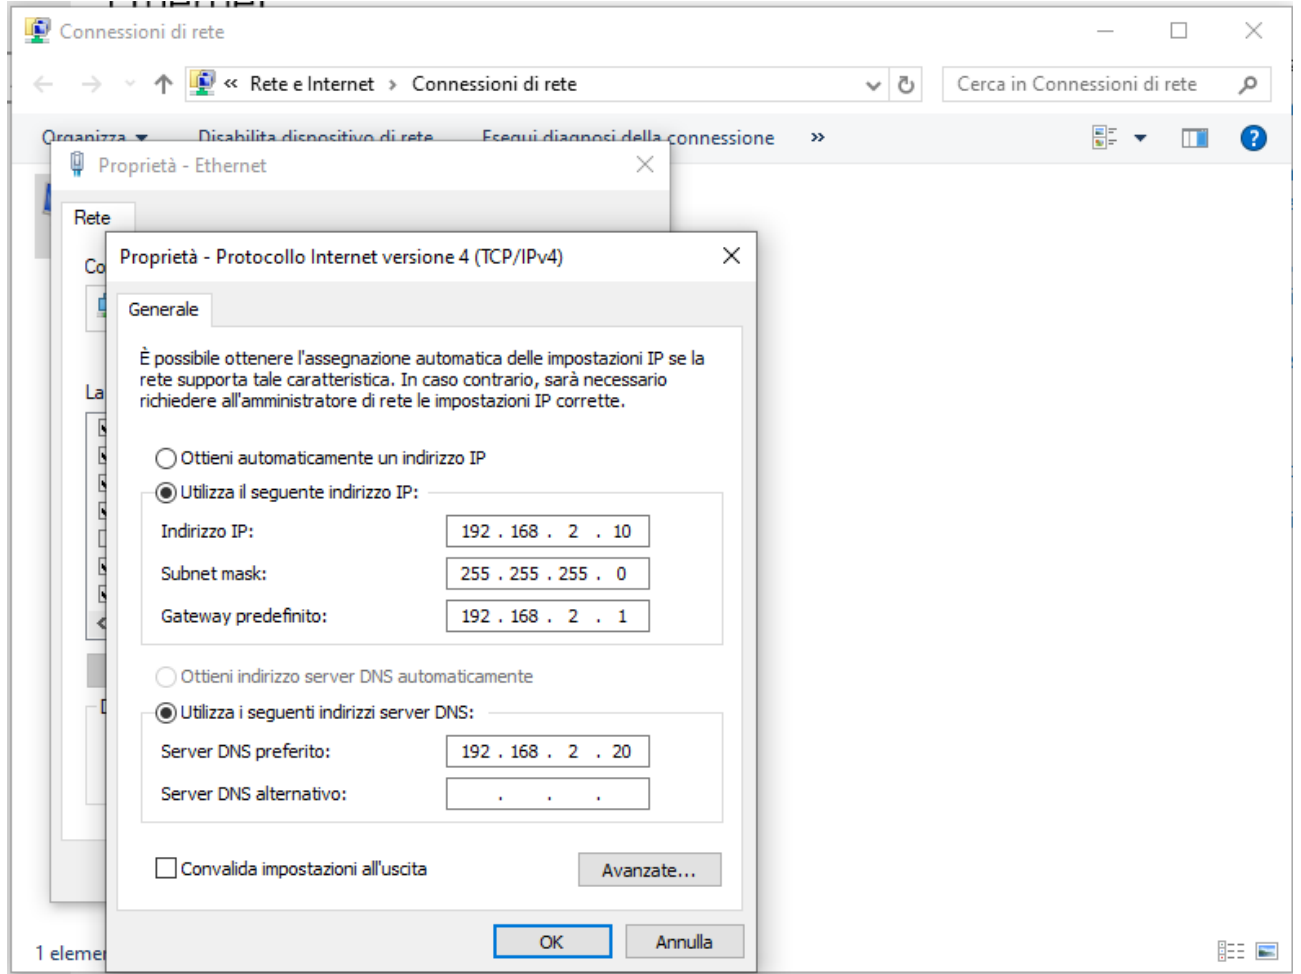 Ethernet
Connessioni di rete
« Rete e Internet > Connessioni di rete
Cerca in Connessioni di rete
Organizza Disabilita dispositivo di rete Esegui diagnosi della connessione »
Proprietà - Ethernet
Rete
Proprietà - Protocollo Internet versione 4 (TCP/IPv4)
Co
Generale
È possibile ottenere l'assegnazione automatica delle impostazioni IP se la
rete supporta tale caratteristica. In caso contrario, sarà necessario
richiedere all'amministratore di rete le impostazioni IP corrette.
La
Ottieni automaticamente un indirizzo IP
Utilizza il seguente indirizzo IP:
Indirizzo IP: 192 . 168 . 2 . 10
Subnet mask: 255 . 255 . 255 . 0
Gateway predefinito: 192 . 168 . 2 . 1
Ottieni indirizzo server DNS automaticamente
Utilizza i seguenti indirizzi server DNS:
Server DNS preferito: 192 . 168 . 2 . 20
Server DNS alternativo: . . .
Convalida impostazioni all'uscita
Avanzate...
OK Annulla
1 elemen